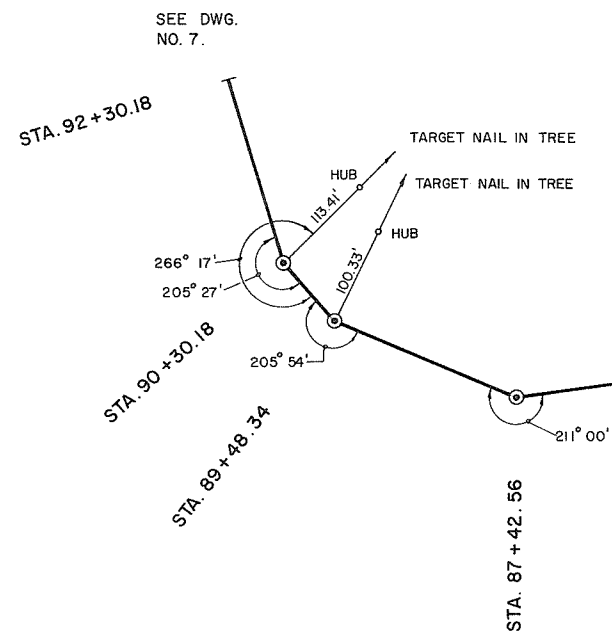 SEE DWG.
NO. 7.
STA. 92+30.18
TARGET NAIL IN TREE
HUB
TARGET NAIL IN TREE
113.41'
HUB
266° 17'
100.33'
205° 27'
STA. 90+30.18
205° 54'
STA. 89+48.34
211° 00'
STA. 87+42.56